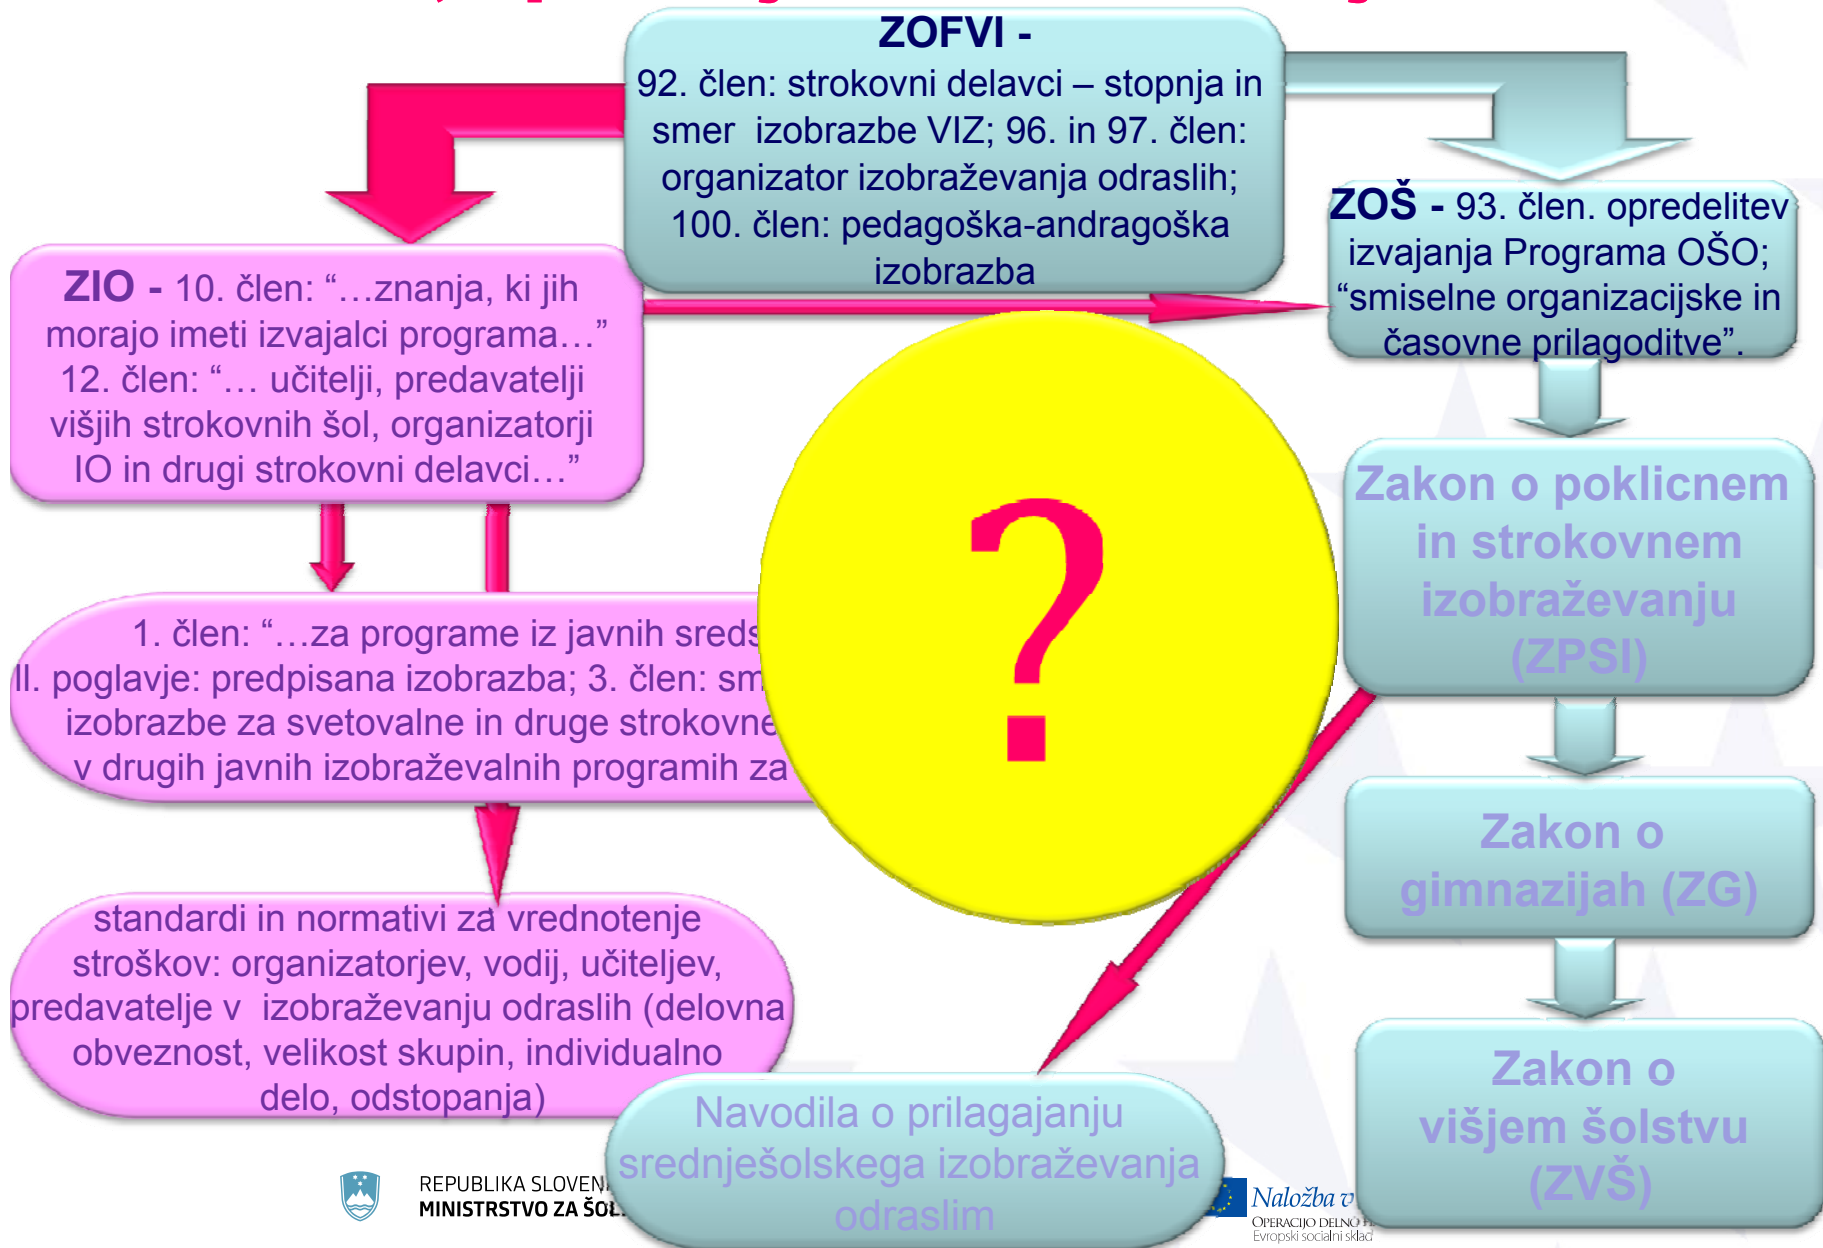 ZOFVI -
92. člen: strokovni delavci – stopnja in
smer izobrazbe VIZ; 96. in 97. člen:
organizator izobraževanja odraslih;
100. člen: pedagoška-andragoška
izobrazba
ZIO - 10. člen: “…znanja, ki jih
morajo imeti izvajalci programa…”
12. člen: “… učitelji, predavatelji
višjih strokovnih šol, organizatorji
IO in drugi strokovni delavci…”
ZOŠ - 93. člen. opredelitev
izvajanja Programa OŠO;
“smiselne organizacijske in
časovne prilagoditve”.
?
1. člen: “…za programe iz javnih sreds
II. poglavje: predpisana izobrazba; 3. člen: sm
izobrazbe za svetovalne in druge strokovne
v drugih javnih izobraževalnih programih za
Zakon o poklicnem
in strokovnem
izobraževanju
(ZPSI)
Zakon o
gimnazijah (ZG)
standardi in normativi za vrednotenje
stroškov: organizatorjev, vodij, učiteljev,
predavatelje v izobraževanju odraslih (delovna
obveznost, velikost skupin, individualno
delo, odstopanja)
Zakon o
višjem šolstvu
(ZVŠ)
Navodila o prilagajanju
srednješolskega izobraževanja
odraslim
REPUBLIKA SLOVEN
MINISTRSTVO ZA ŠOL
Naložba v
OPERACIJO DELNO
Evropski socialni sklad